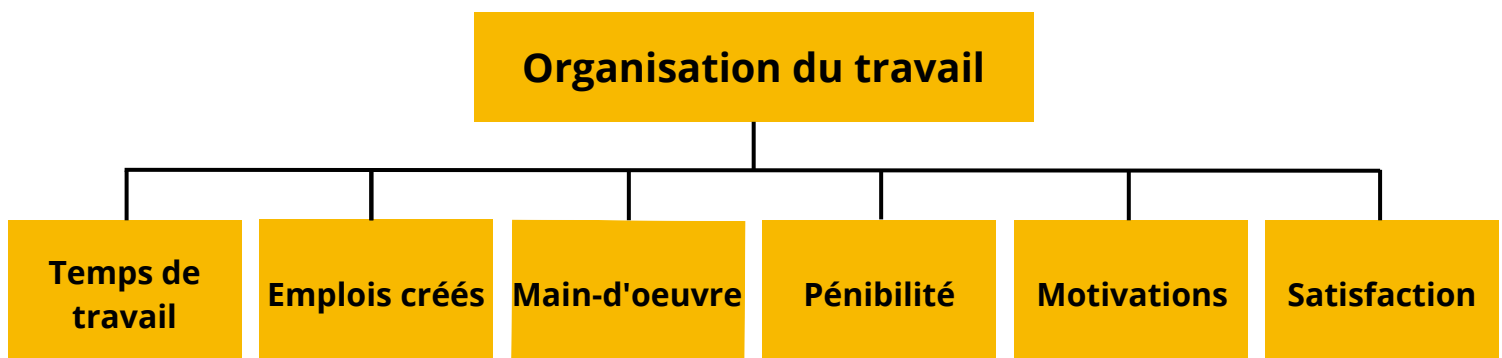 Organisation du travail
Temps de
travail
Emplois créés
Main-d'oeuvre
Pénibilité
Motivations
Satisfaction